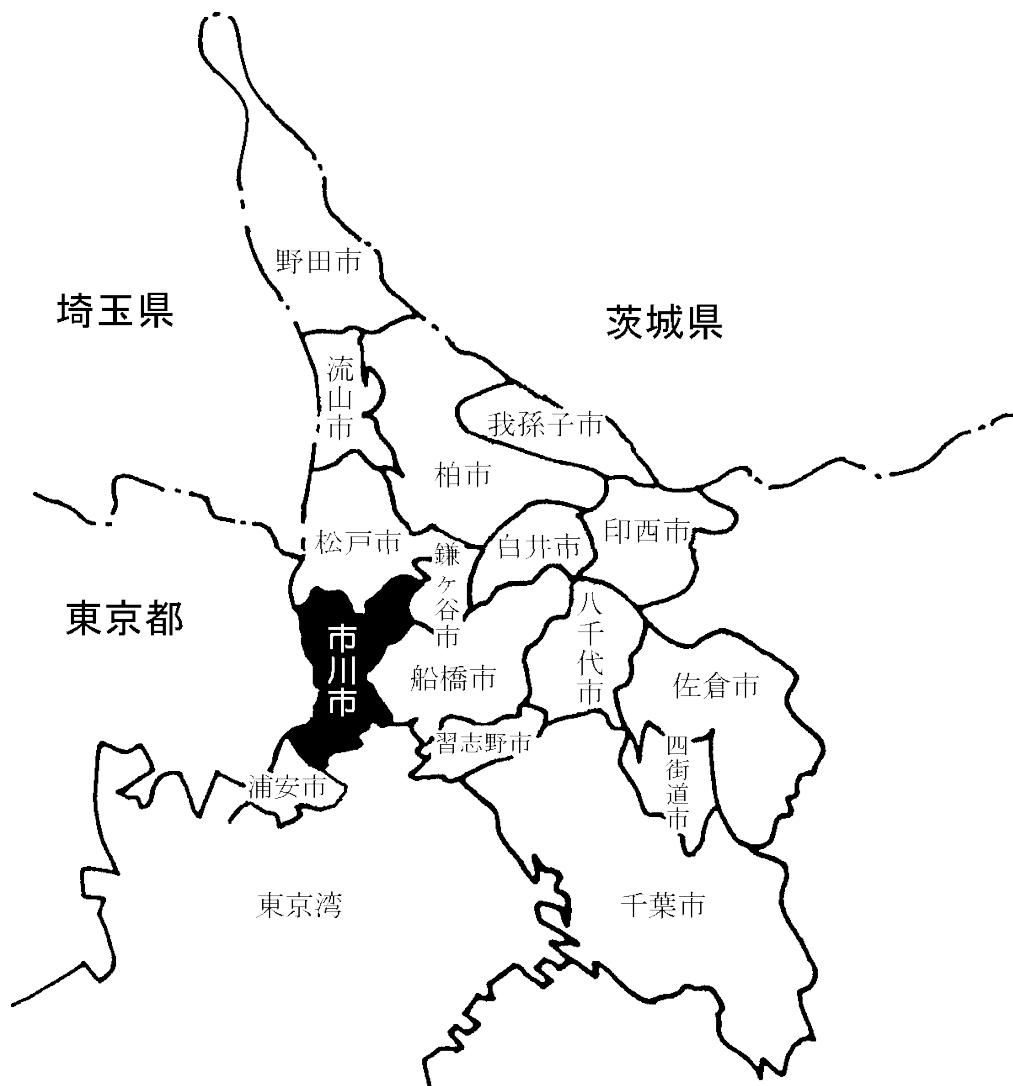 野田市
埼玉県
茨城県
流山市
我孫子市
柏市
印西市
松戸市
鎌ヶ谷市
白井市
東京都
八千代市
市川市
船橋市
佐倉市
習志野市
四街道市
浦安市
東京湾
千葉市